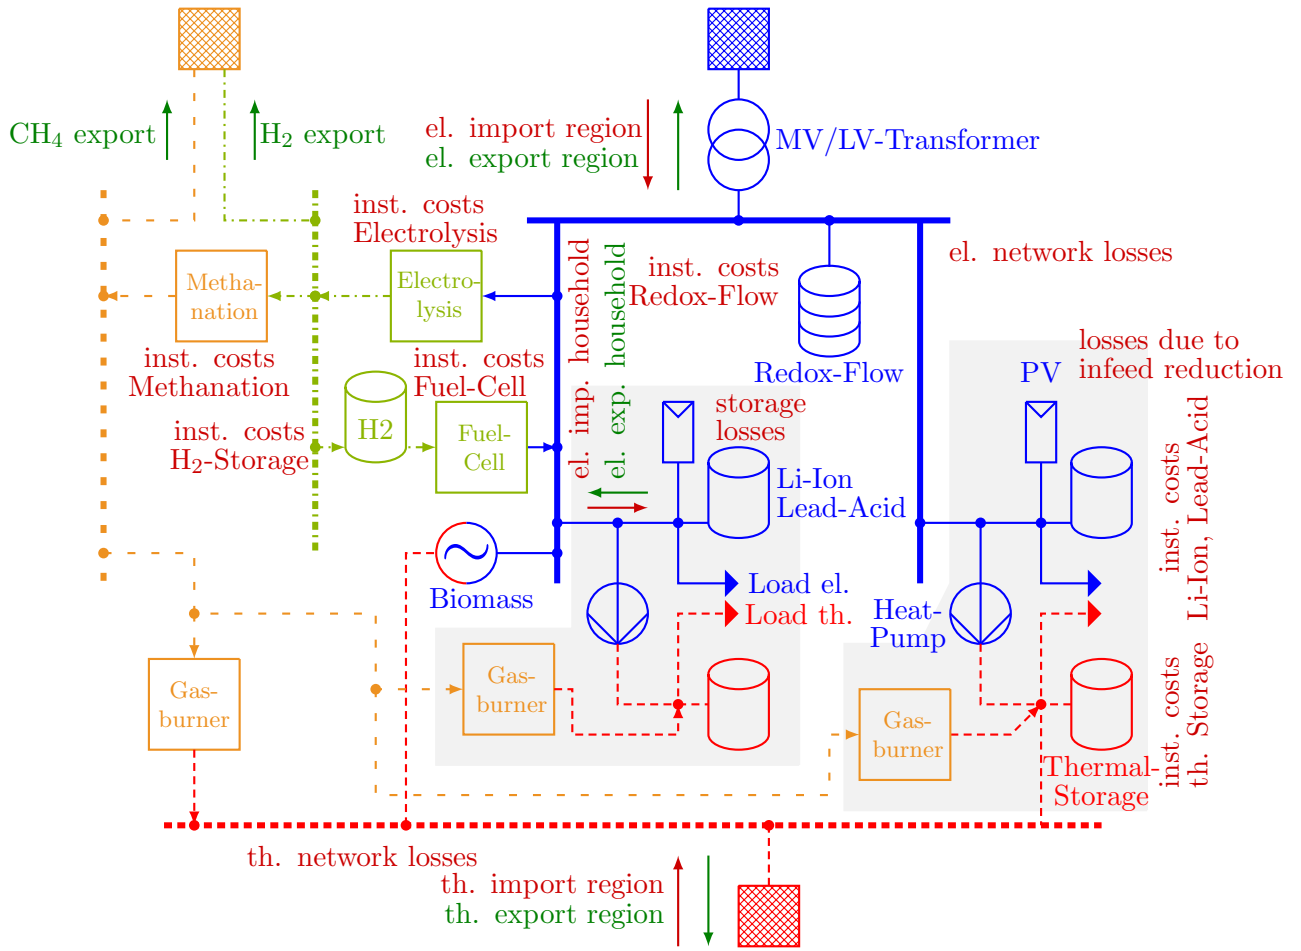 CH4 export
H2 export
el. import region
el. export region
MV/LV-Transformer
inst. costs
Electrolysis
el. network losses
el. imp. household
el. exp. household
inst. costs
Redox-Flow
Metha-
nation
Electro-
lysis
inst. costs
Methanation
inst. costs
Fuel-Cell
Redox-Flow
PV
losses due to
infeed reduction
storage
losses
inst. costs
H2-Storage
H2
Fuel-
Cell
Li-Ion
Lead-Acid
inst. costs
Li-Ion, Lead-Acid
Biomass
Load el.
Load th.
Heat-
Pump
Gas-
burner
Gas-
burner
Gas-
burner
inst. costs
th. Storage
Thermal-
Storage
th. network losses
th. import region
th. export region